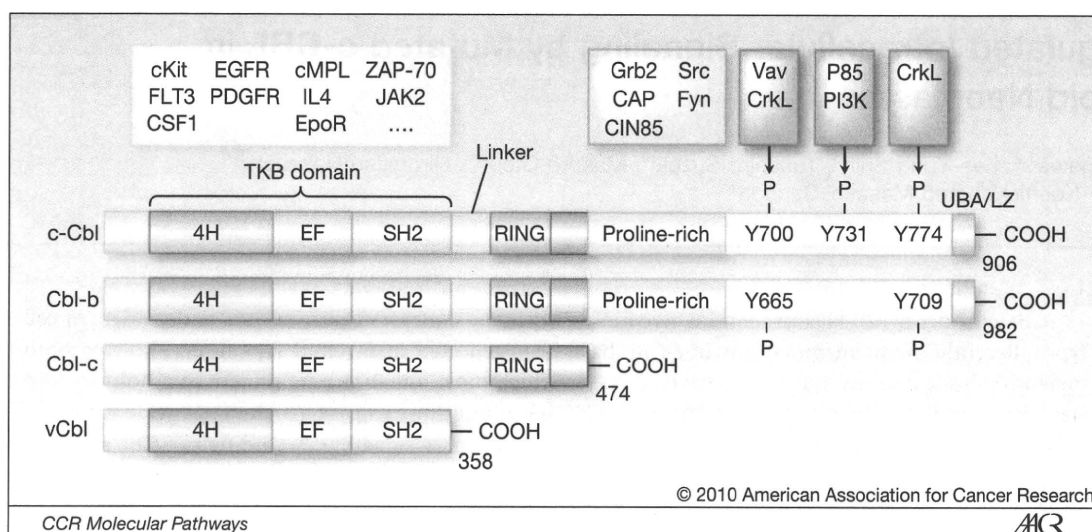 cKit EGFR cMPL ZAP-70
FLT3 PDGFR IL4 JAK2
CSF1 EpoR ....
Grb2 Src
CAP Fyn
CIN85
Vav
CrkL
P85
PI3K
CrkL
Linker
TKB domain
P P P
UBA/LZ
c-Cbl 4H EF SH2 RING Proline-rich Y700 Y731 Y774 COOH
906
Cbl-b 4H EF SH2 RING Proline-rich Y665 Y709 COOH
982
P P
Cbl-c 4H EF SH2 RING COOH
474
vCbl 4H EF SH2 COOH
358
© 2010 American Association for Cancer Research
CCR Molecular Pathways
AACR